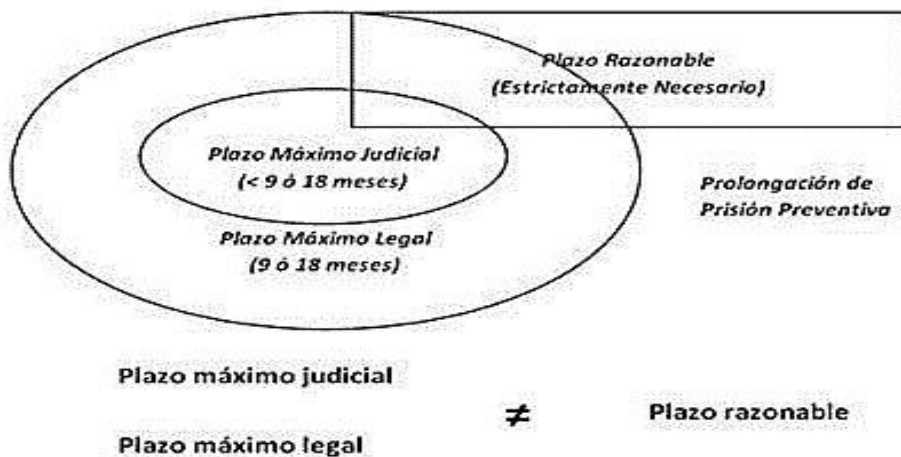 Plazo Razonable
(Estrictamente Necesario)
Plazo Máximo Judicial
(< 9 ó 18 meses)
Prolongación de
Prisión Preventiva
Plazo Máximo Legal
(9 ó 18 meses)
Plazo máximo judicial
≠
Plazo razonable
Plazo máximo legal